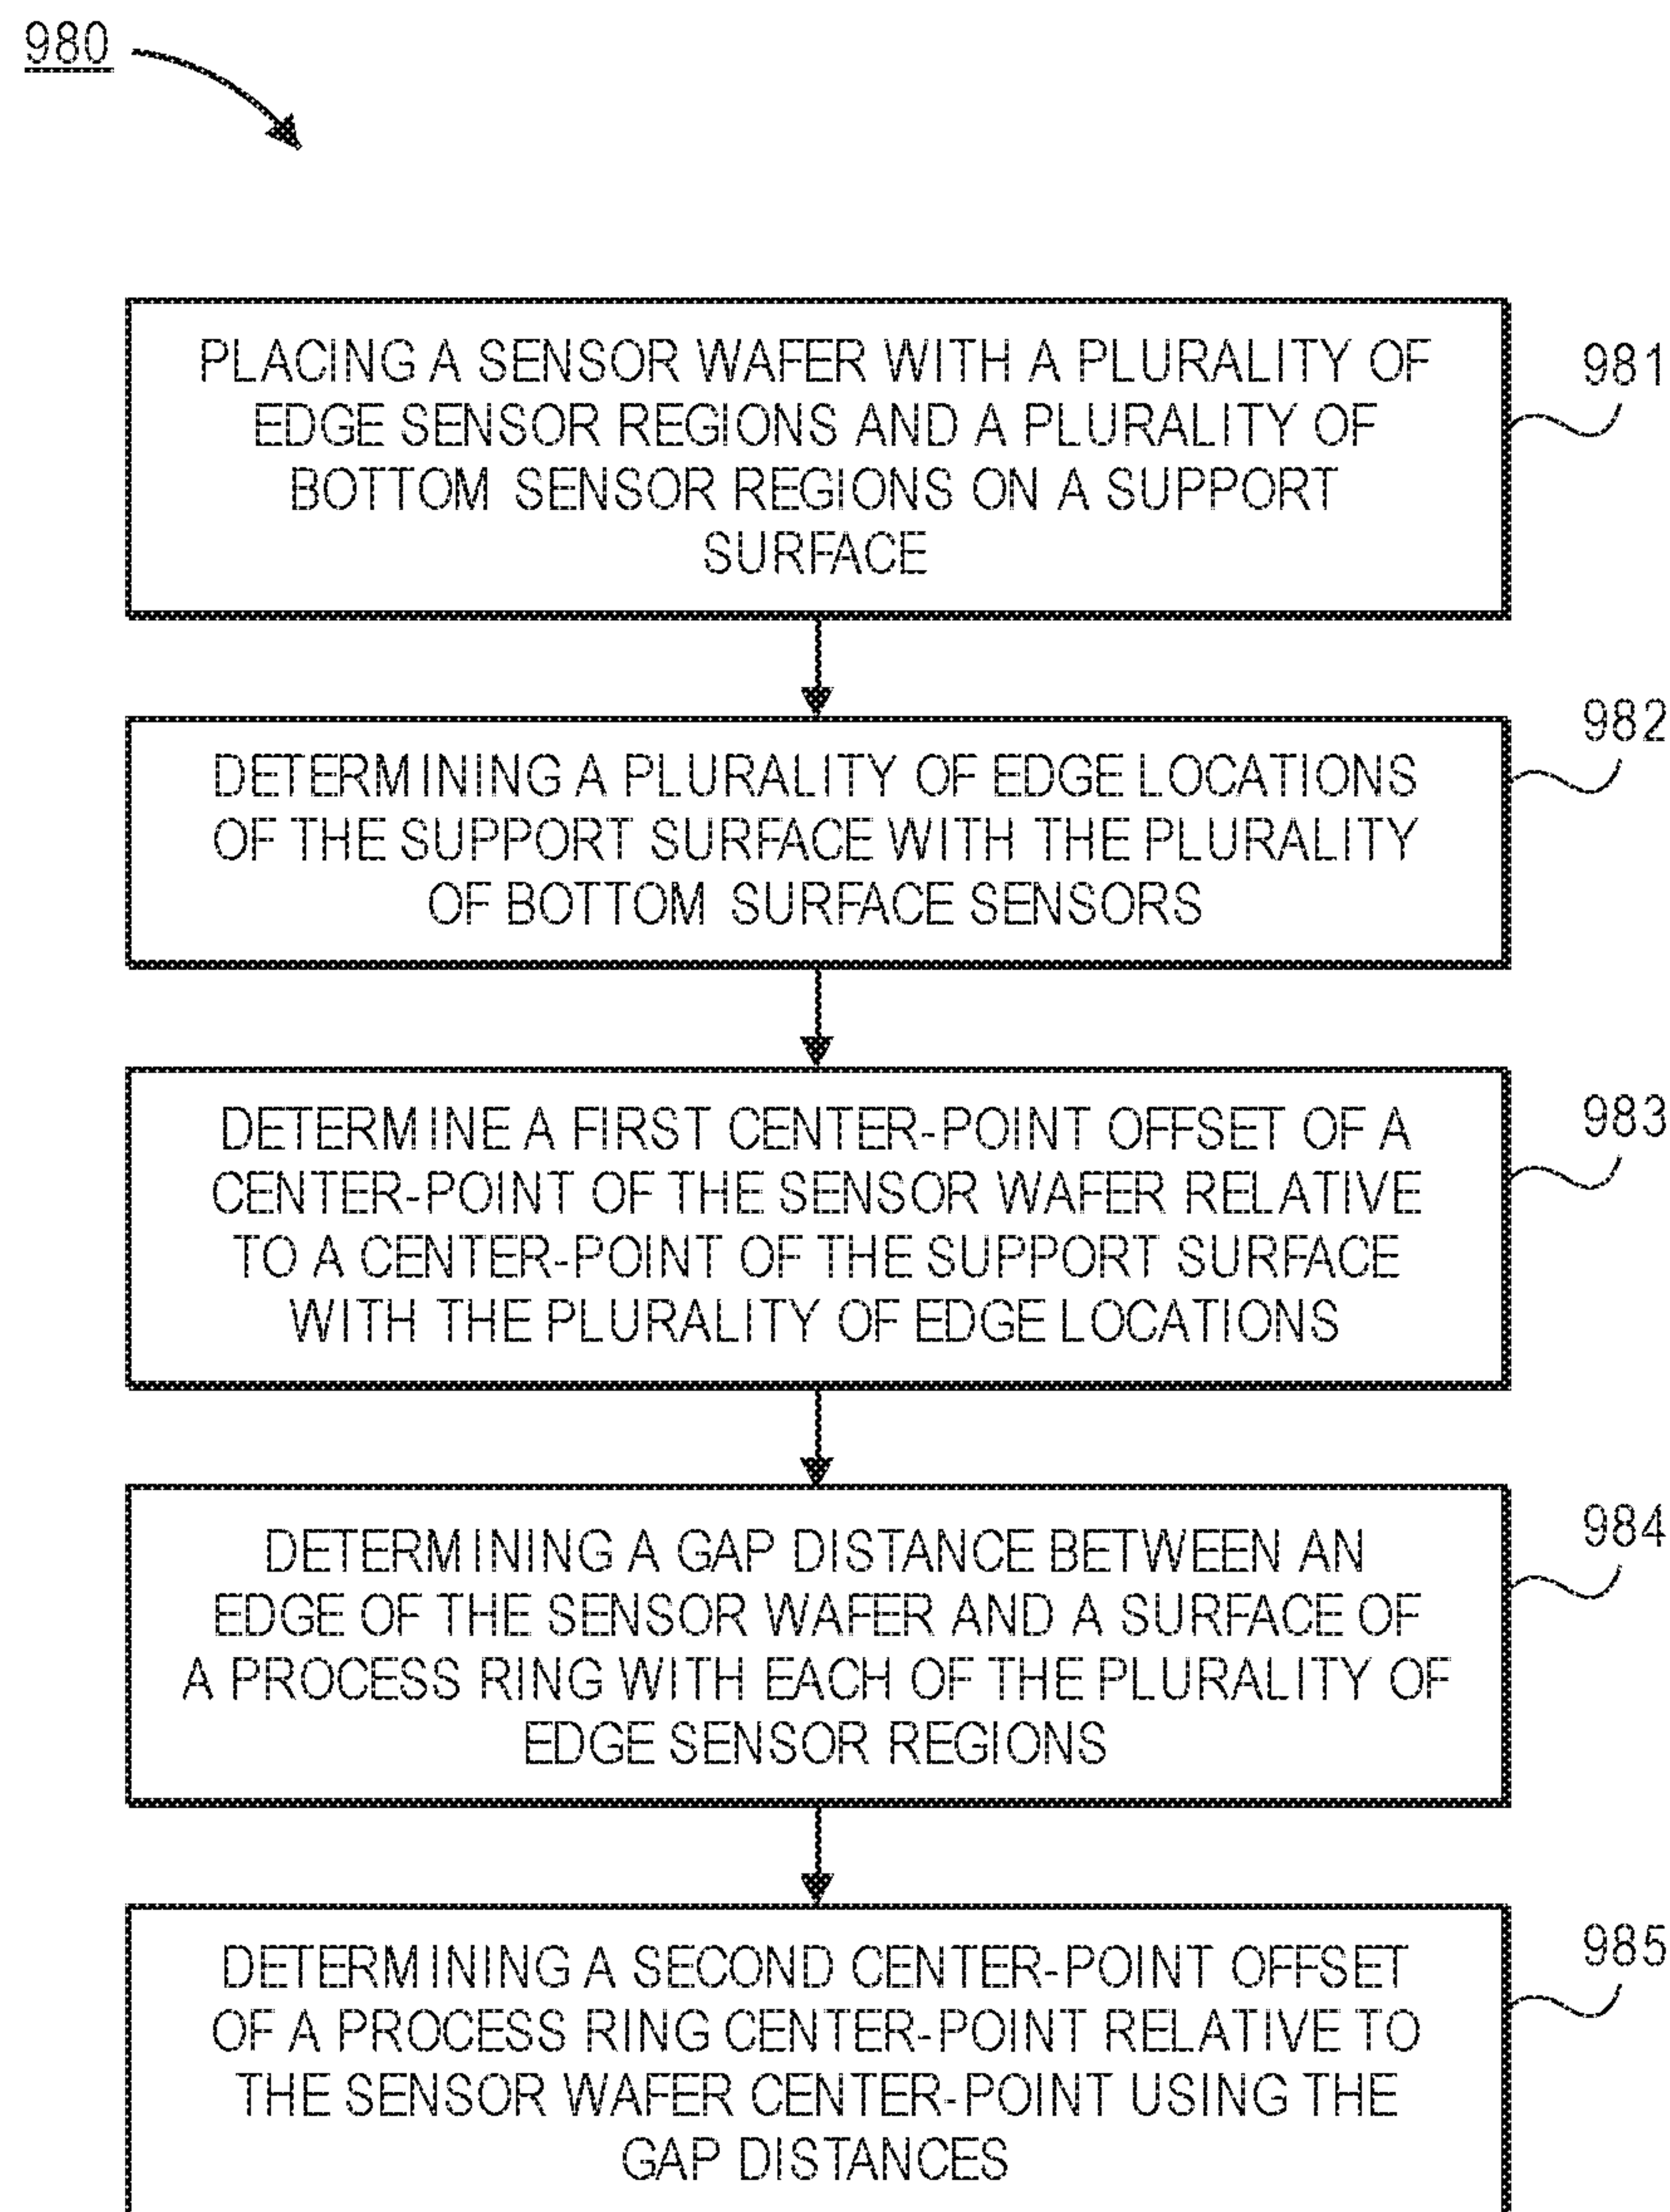 980
PLACING A SENSOR WAFER WITH A PLURALITY OF
EDGE SENSOR REGIONS AND A PLURALITY OF
BOTTOM SENSOR REGIONS ON A SUPPORT
SURFACE
981
DETERMINING A PLURALITY OF EDGE LOCATIONS
OF THE SUPPORT SURFACE WITH THE PLURALITY
OF BOTTOM SURFACE SENSORS
982
DETERMINE A FIRST CENTER-POINT OFFSET OF A
CENTER-POINT OF THE SENSOR WAFER RELATIVE
TO A CENTER-POINT OF THE SUPPORT SURFACE
WITH THE PLURALITY OF EDGE LOCATIONS
983
DETERMINING A GAP DISTANCE BETWEEN AN
EDGE OF THE SENSOR WAFER AND A SURFACE OF
A PROCESS RING WITH EACH OF THE PLURALITY OF
EDGE SENSOR REGIONS
984
DETERMINING A SECOND CENTER-POINT OFFSET
OF A PROCESS RING CENTER-POINT RELATIVE TO
THE SENSOR WAFER CENTER-POINT USING THE
GAP DISTANCES
985